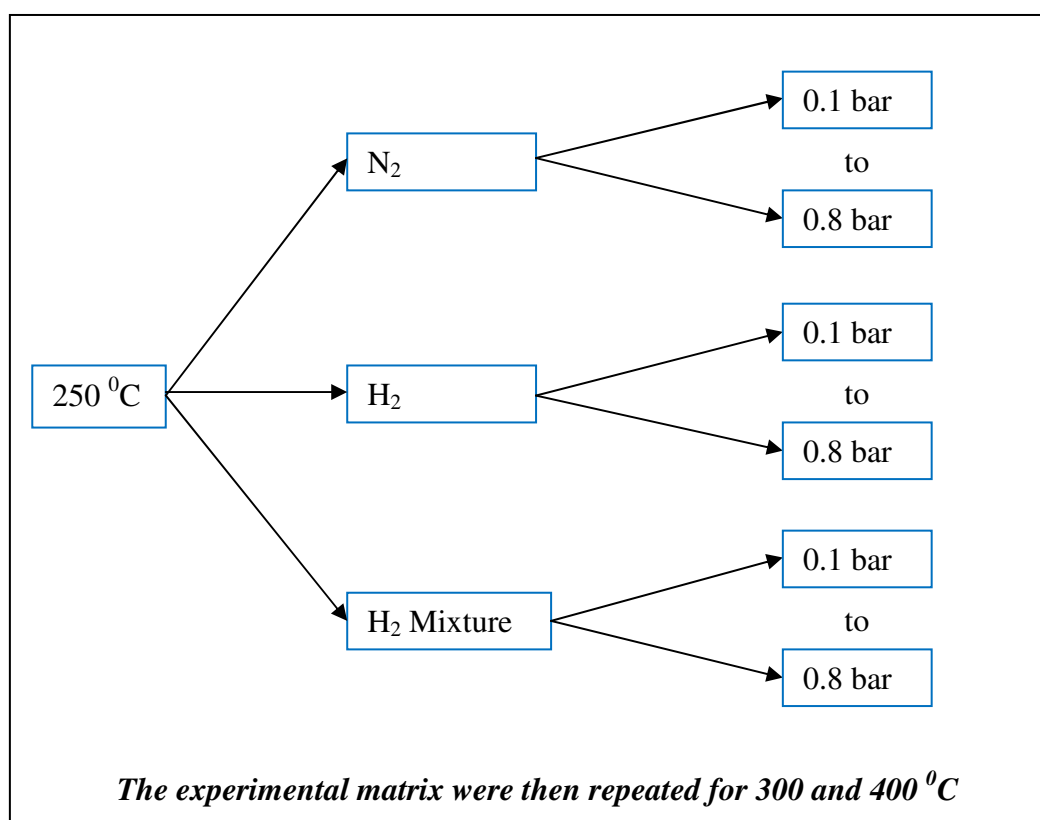 0.1 bar
N₂
to
0.8 bar
0.1 bar
250 ⁰C
H₂
to
0.8 bar
0.1 bar
H₂ Mixture
to
0.8 bar
The experimental matrix were then repeated for 300 and 400 ⁰C